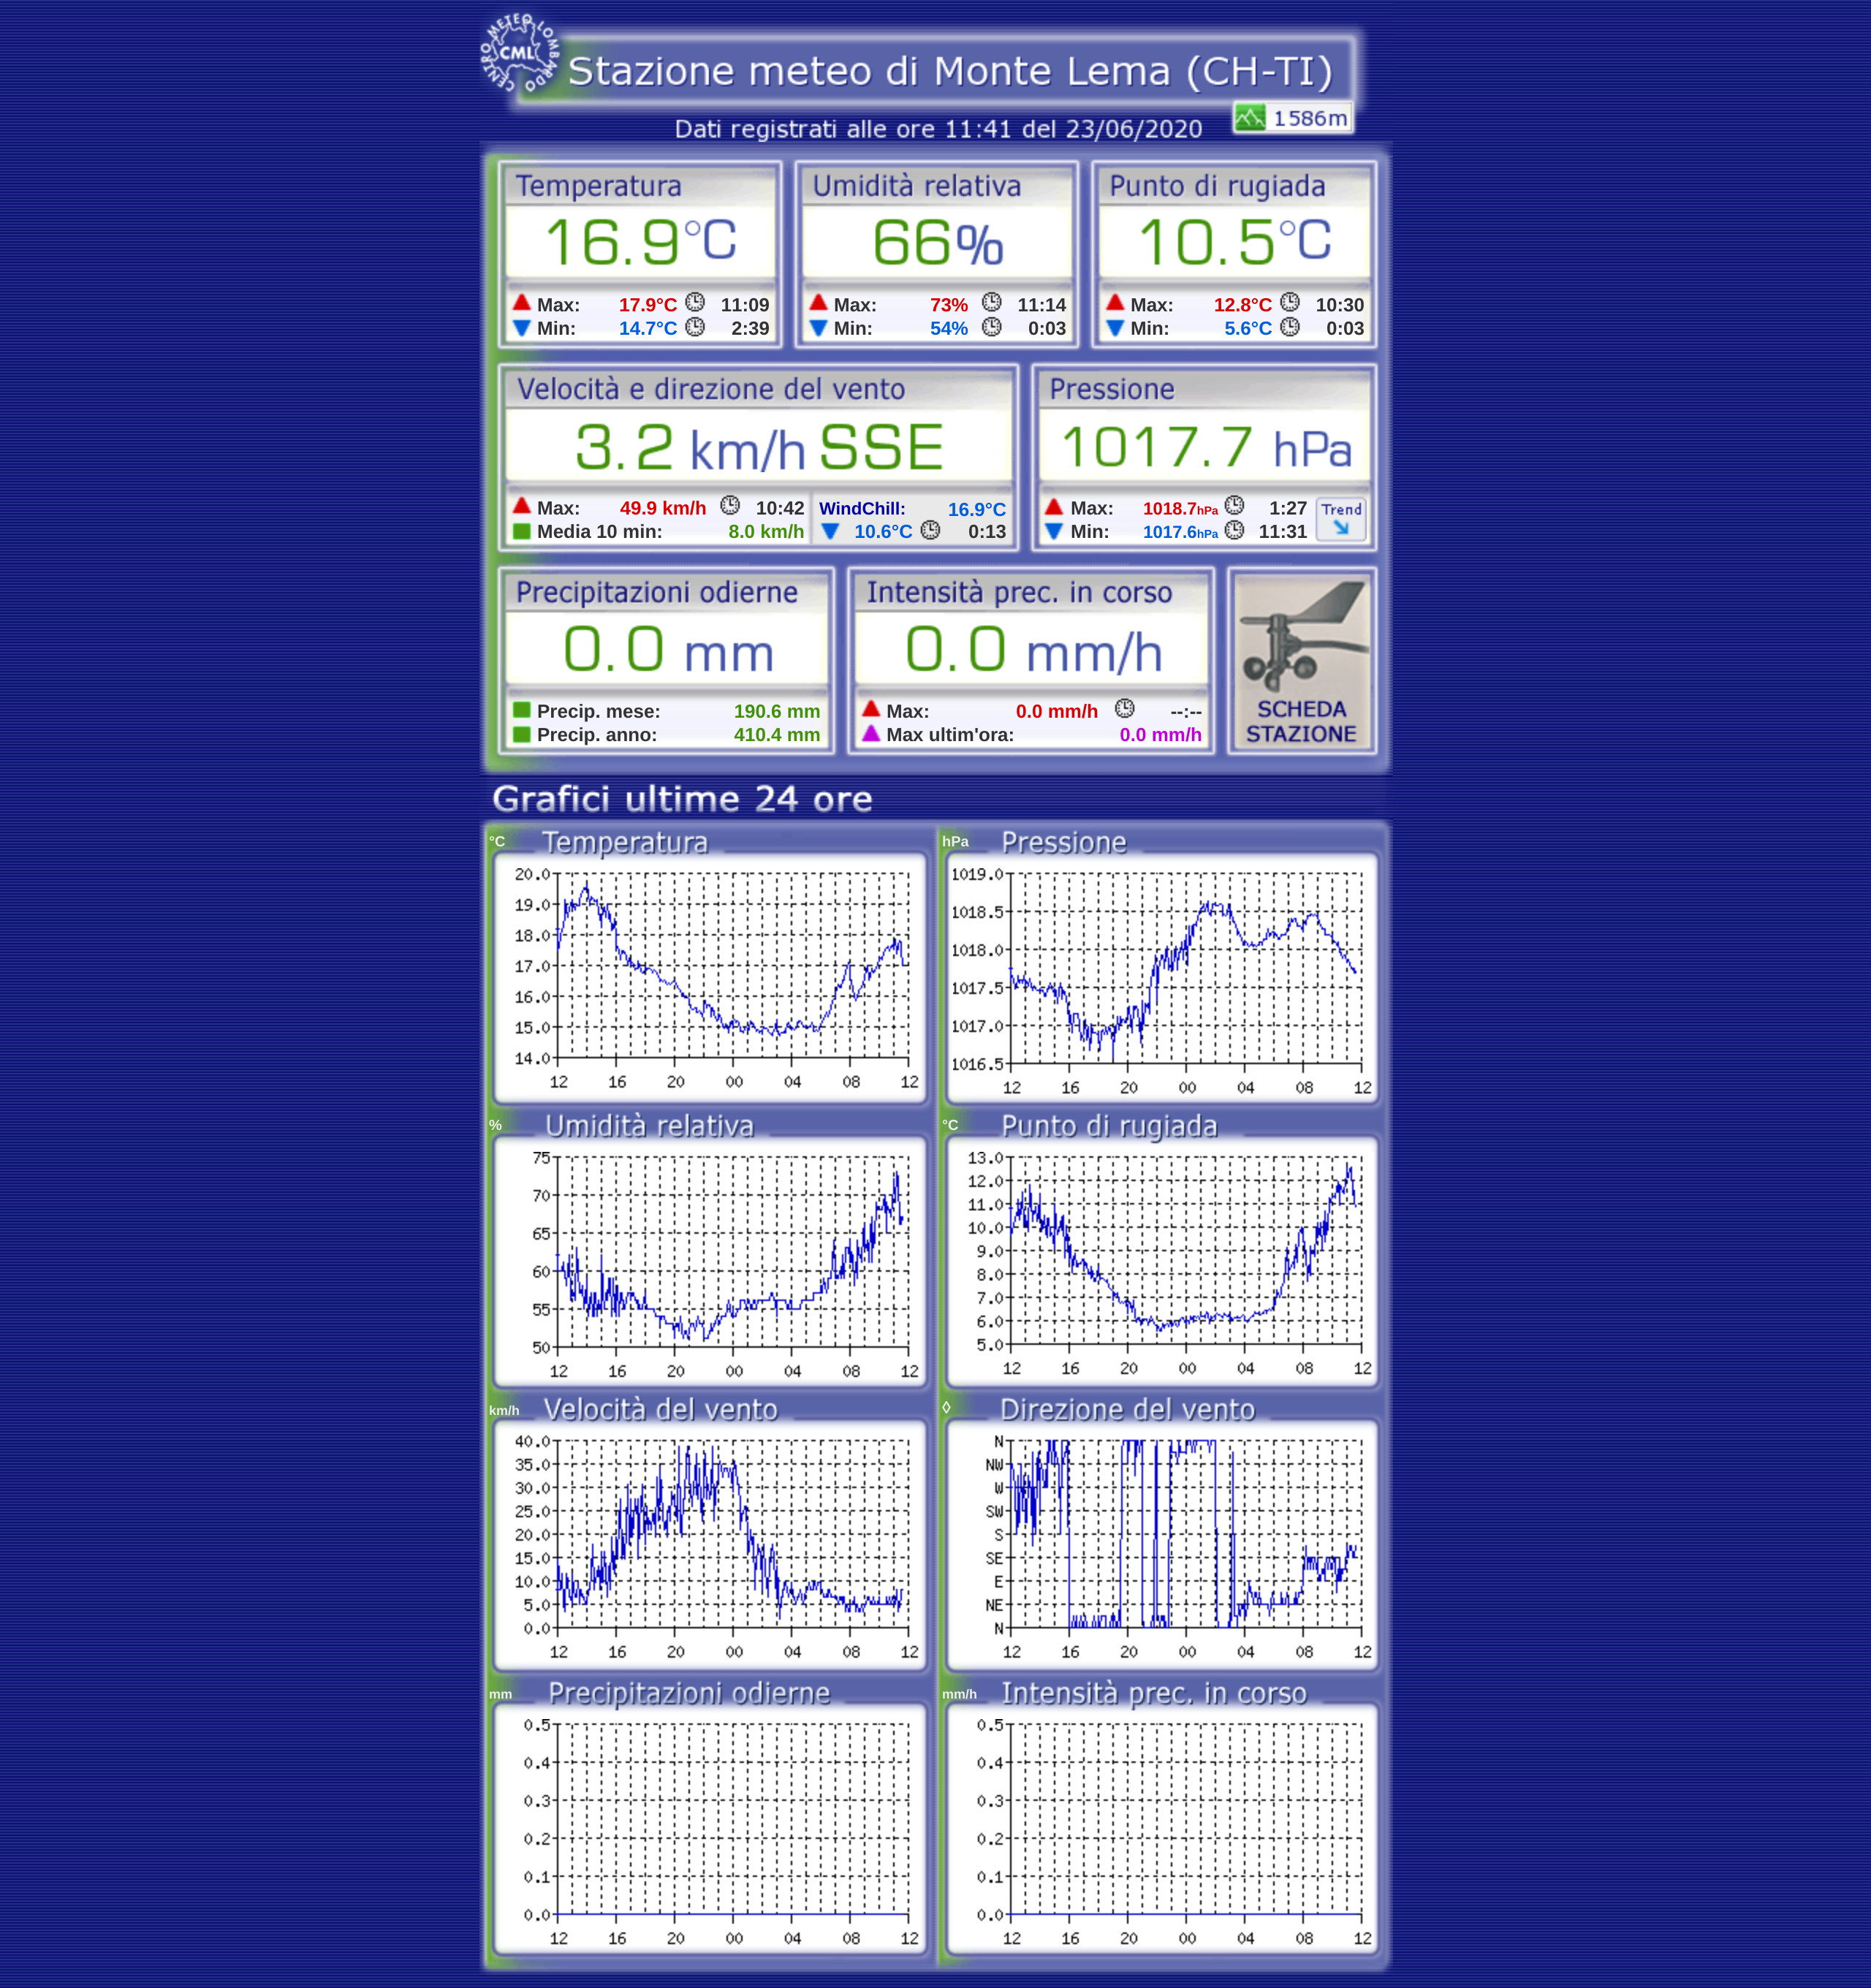 CENTRO METEO LOMBARDO
CML
Stazione meteo di Monte Lema (CH-TI)
1586m
Dati registrati alle ore 11:41 del 23/06/2020
Temperatura
16.9°C
Max: 17.9°C 11:09
Min: 14.7°C 2:39
Umidità relativa
66%
Max: 73% 11:14
Min: 54% 0:03
Punto di rugiada
10.5°C
Max: 12.8°C 10:30
Min: 5.6°C 0:03
Velocità e direzione del vento
3.2 km/h SSE
Max: 49.9 km/h 10:42
Media 10 min: 8.0 km/h
WindChill: 16.9°C
10.6°C 0:13
Pressione
1017.7 hPa
Max: 1018.7hPa 1:27
Min: 1017.6hPa 11:31
Trend
Precipitazioni odierne
0.0 mm
Precip. mese: 190.6 mm
Precip. anno: 410.4 mm
Intensità prec. in corso
0.0 mm/h
Max: 0.0 mm/h --:--
Max ultim'ora: 0.0 mm/h
SCHEDA
STAZIONE
Grafici ultime 24 ore
°C Temperatura
20.0
19.0
18.0
17.0
16.0
15.0
14.0
12 16 20 00 04 08 12
hPa Pressione
1019.0
1018.5
1018.0
1017.5
1017.0
1016.5
12 16 20 00 04 08 12
% Umidità relativa
75
70
65
60
55
50
12 16 20 00 04 08 12
°C Punto di rugiada
13.0
12.0
11.0
10.0
9.0
8.0
7.0
6.0
5.0
12 16 20 00 04 08 12
km/h Velocità del vento
40.0
35.0
30.0
25.0
20.0
15.0
10.0
5.0
0.0
12 16 20 00 04 08 12
◊ Direzione del vento
N
NW
W
SW
S
SE
E
NE
N
12 16 20 00 04 08 12
mm Precipitazioni odierne
0.5
0.4
0.3
0.2
0.1
0.0
12 16 20 00 04 08 12
mm/h Intensità prec. in corso
0.5
0.4
0.3
0.2
0.1
0.0
12 16 20 00 04 08 12